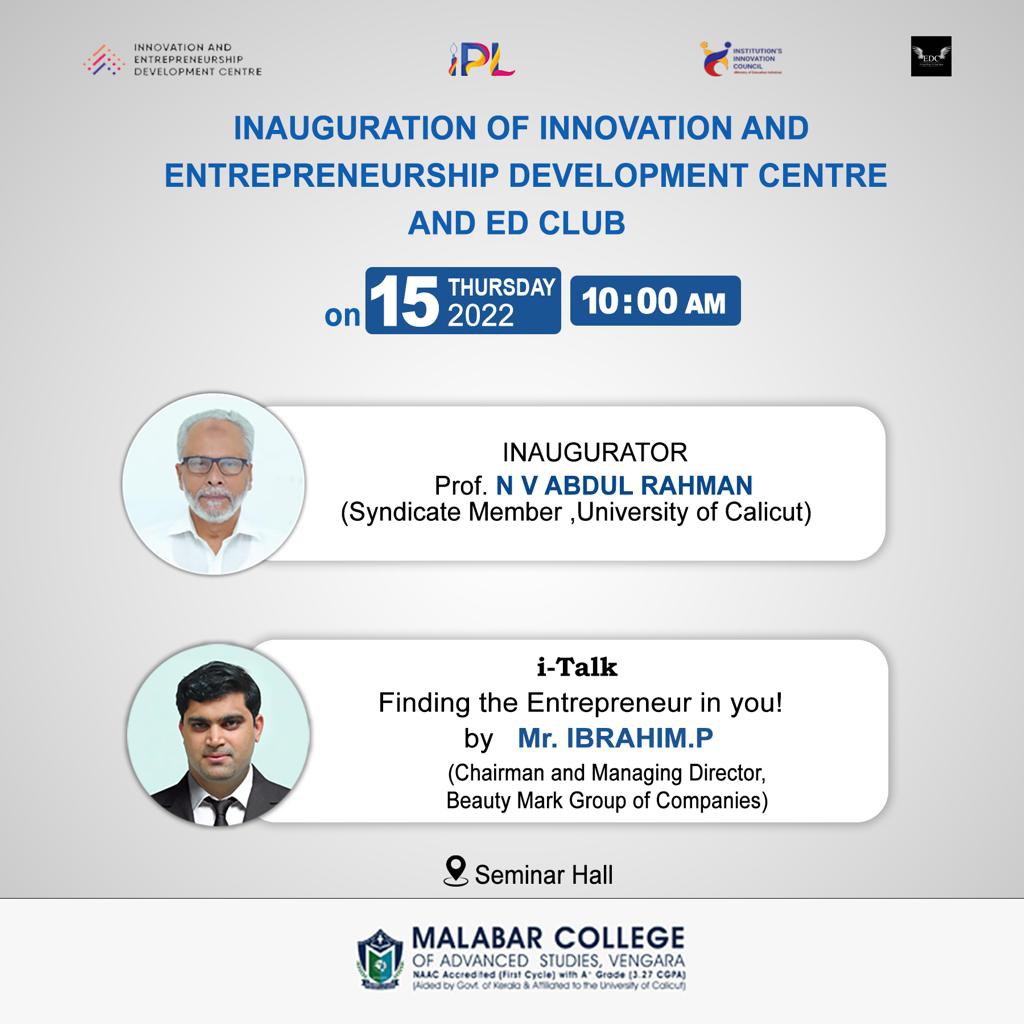 INNOVATION AND
ENTREPRENEURSHIP
DEVELOPMENT CENTRE
iPL
INSTITUTION'S
INNOVATION
COUNCIL
(Ministry of Education Initiative)
EDC
INAUGURATION OF INNOVATION AND
ENTREPRENEURSHIP DEVELOPMENT CENTRE
AND ED CLUB
on 15 THURSDAY
2022
10:00 AM
INAUGURATOR
Prof. N V ABDUL RAHMAN
(Syndicate Member ,University of Calicut)
i-Talk
Finding the Entrepreneur in you!
by Mr. IBRAHIM.P
(Chairman and Managing Director,
Beauty Mark Group of Companies)
Seminar Hall
MALABAR COLLEGE
OF ADVANCED STUDIES, VENGARA
NAAC Accredited (First Cycle) with A+ Grade (3.27 CGPA)
(Aided by Govt. of Kerala & Affiliated to the University of Calicut)